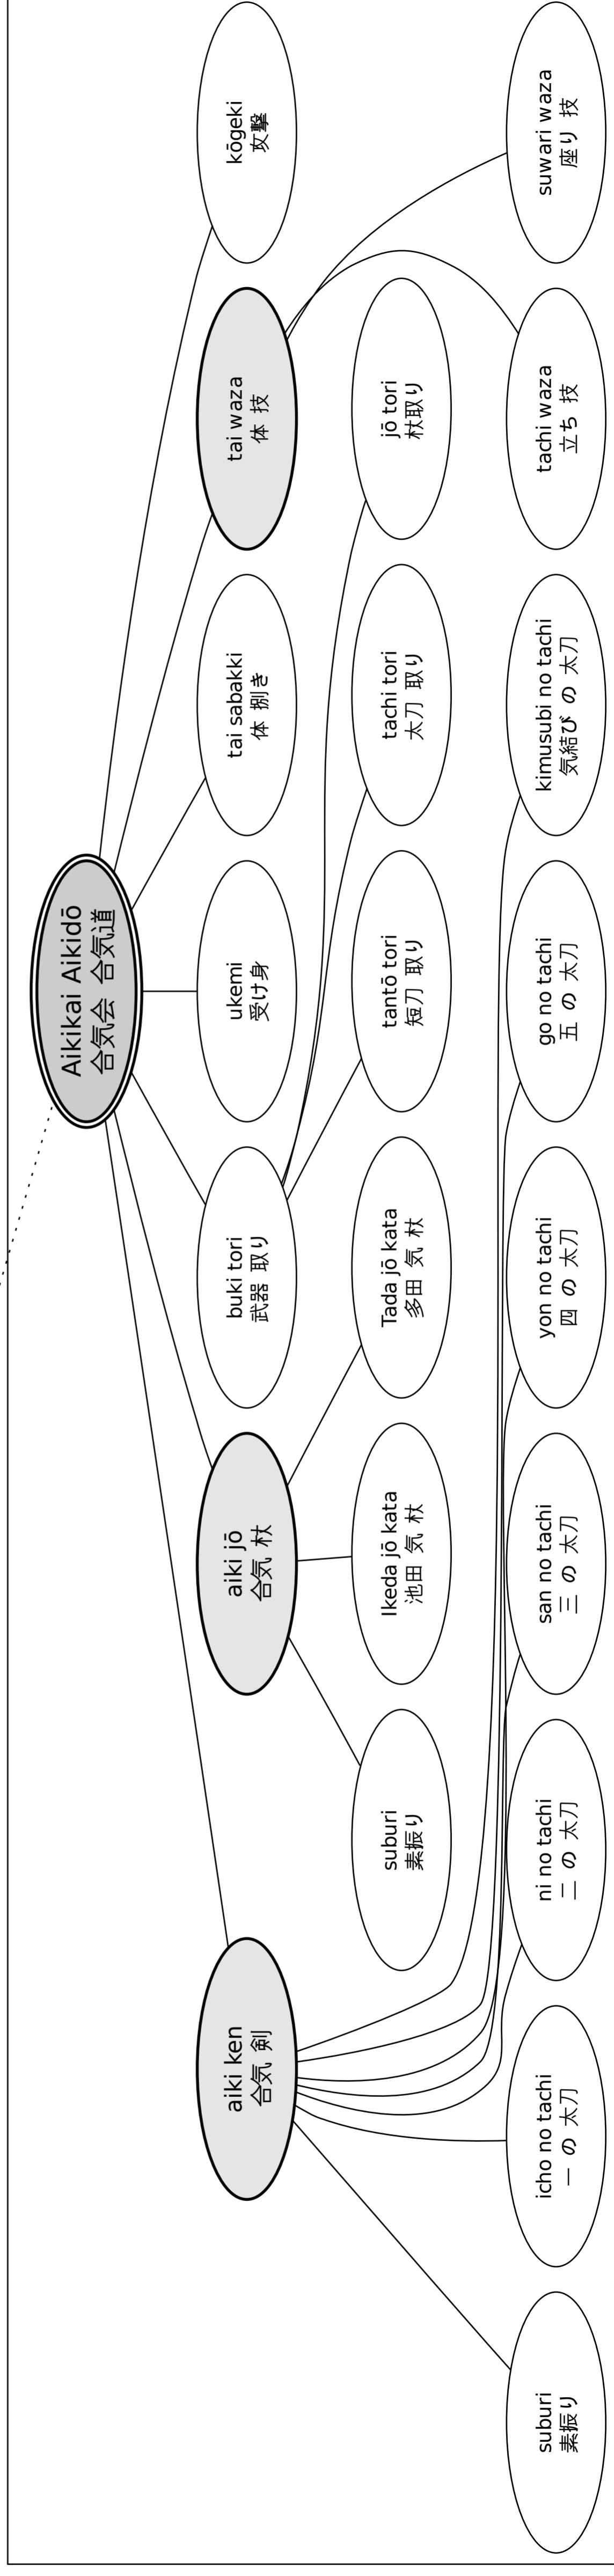 Aikikai Aikidō
合気会 合気道
aiki ken
合気 剣
aiki jō
合気 杖
buki tori
武器 取り
ukemi
受け身
tai sabakki
体 捌き
tai waza
体 技
kōgeki
攻撃
suburi
素振り
Ikeda jō kata
池田 気 杖
Tada jō kata
多田 気 杖
tantō tori
短刀 取り
tachi tori
太刀 取り
jō tori
杖取り
suburi
素振り
icho no tachi
一 の 太刀
ni no tachi
二 の 太刀
san no tachi
三 の 太刀
yon no tachi
四 の 太刀
go no tachi
五 の 太刀
kimusubi no tachi
気結び の 太刀
tachi waza
立ち 技
suwari waza
座り 技